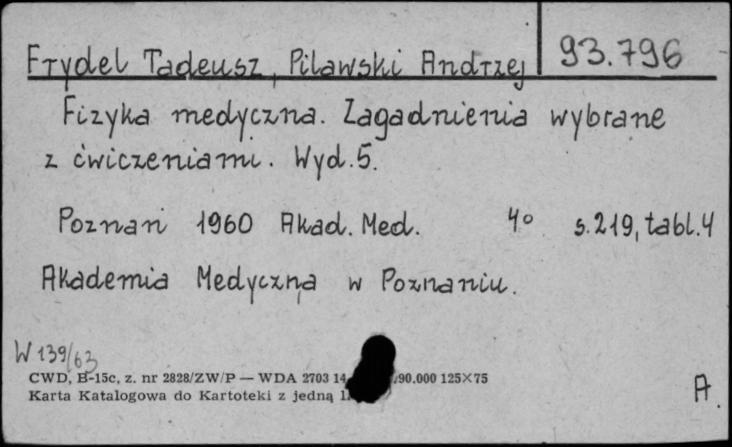 Frydel Tadeusz, Pilawski Andrzej 93.796
Fizyka medyczna. Zagadnienia wybrane
z ćwiczeniami. Wyd. 5.
Poznań 1960 Akad. Med. 4º s. 219, tabl. 4
Akademia Medyczna w Poznaniu.
W 139/63
CWD, B-15c, z. nr 2828/ZW/P — WDA 2703 14 90.000 125×75
Karta Katalogowa do Kartoteki z jedną
A.